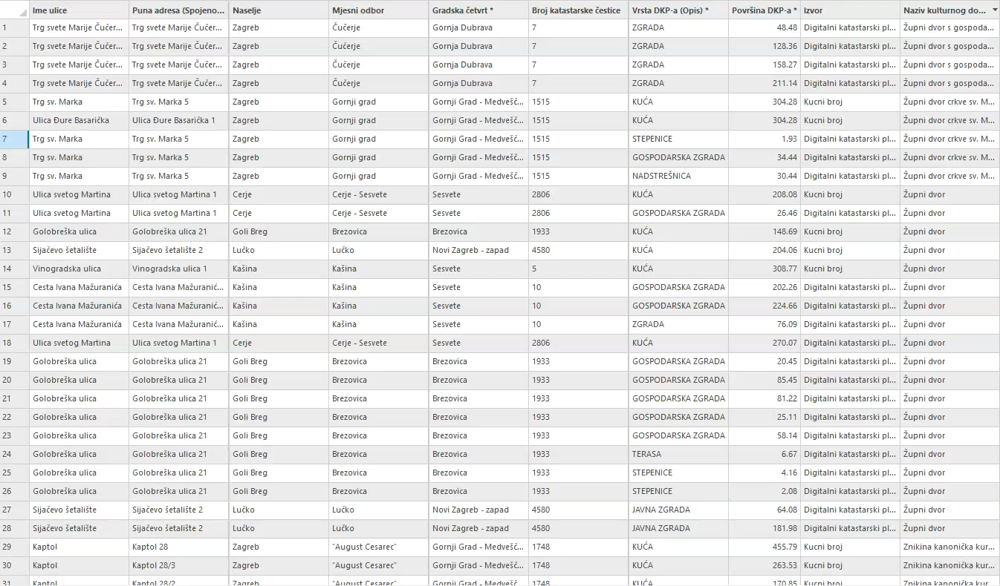 Ime ulice Puna adresa (Spojeno... Naselje Mjesni odbor Gradska četvrt * Broj katastarske čestice Vrsta DKP-a (Opis) * Površina DKP-a * Izvor Naziv kulturnog do...
1 Trg svete Marije Čučer... Trg svete Marije Čučer... Zagreb Čučerje Gornja Dubrava 7 ZGRADA 48.48 Digitalni katastarski pl... Župni dvor s gospoda...
2 Trg svete Marije Čučer... Trg svete Marije Čučer... Zagreb Čučerje Gornja Dubrava 7 ZGRADA 128.36 Digitalni katastarski pl... Župni dvor s gospoda...
3 Trg svete Marije Čučer... Trg svete Marije Čučer... Zagreb Čučerje Gornja Dubrava 7 ZGRADA 158.27 Digitalni katastarski pl... Župni dvor s gospoda...
4 Trg svete Marije Čučer... Trg svete Marije Čučer... Zagreb Čučerje Gornja Dubrava 7 ZGRADA 211.14 Digitalni katastarski pl... Župni dvor s gospoda...
5 Trg sv. Marka Trg sv. Marka 5 Zagreb Gornji grad Gornji Grad - Medvešč... 1515 KUĆA 304.28 Kucni broj Župni dvor crkve sv. M...
6 Ulica Đure Basarička Ulica Đure Basarička 1 Zagreb Gornji grad Gornji Grad - Medvešč... 1515 KUĆA 304.28 Kucni broj Župni dvor crkve sv. M...
7 Trg sv. Marka Trg sv. Marka 5 Zagreb Gornji grad Gornji Grad - Medvešč... 1515 STEPENICE 1.93 Digitalni katastarski pl... Župni dvor crkve sv. M...
8 Trg sv. Marka Trg sv. Marka 5 Zagreb Gornji grad Gornji Grad - Medvešč... 1515 GOSPODARSKA ZGRADA 34.44 Digitalni katastarski pl... Župni dvor crkve sv. M...
9 Trg sv. Marka Trg sv. Marka 5 Zagreb Gornji grad Gornji Grad - Medvešč... 1515 NADSTREŠNICA 30.44 Digitalni katastarski pl... Župni dvor crkve sv. M...
10 Ulica svetog Martina Ulica svetog Martina 1 Cerje Cerje - Sesvete Sesvete 2806 KUĆA 208.08 Kucni broj Župni dvor
11 Ulica svetog Martina Ulica svetog Martina 1 Cerje Cerje - Sesvete Sesvete 2806 GOSPODARSKA ZGRADA 26.46 Digitalni katastarski pl... Župni dvor
12 Golobreška ulica Golobreška ulica 21 Goli Breg Brezovica Brezovica 1933 KUĆA 148.69 Kucni broj Župni dvor
13 Sijačevo šetalište Sijačevo šetalište 2 Lučko Lučko Novi Zagreb - zapad 4580 KUĆA 204.06 Kucni broj Župni dvor
14 Vinogradska ulica Vinogradska ulica 1 Kašina Kašina Sesvete 5 KUĆA 308.77 Kucni broj Župni dvor
15 Cesta Ivana Mažuranića Cesta Ivana Mažuranić... Kašina Kašina Sesvete 10 GOSPODARSKA ZGRADA 202.26 Digitalni katastarski pl... Župni dvor
16 Cesta Ivana Mažuranića Cesta Ivana Mažuranić... Kašina Kašina Sesvete 10 GOSPODARSKA ZGRADA 224.66 Digitalni katastarski pl... Župni dvor
17 Cesta Ivana Mažuranića Cesta Ivana Mažuranić... Kašina Kašina Sesvete 10 ZGRADA 76.09 Digitalni katastarski pl... Župni dvor
18 Ulica svetog Martina Ulica svetog Martina 1 Cerje Cerje - Sesvete Sesvete 2806 KUĆA 270.07 Digitalni katastarski pl... Župni dvor
19 Golobreška ulica Golobreška ulica 21 Goli Breg Brezovica Brezovica 1933 GOSPODARSKA ZGRADA 20.45 Digitalni katastarski pl... Župni dvor
20 Golobreška ulica Golobreška ulica 21 Goli Breg Brezovica Brezovica 1933 GOSPODARSKA ZGRADA 85.45 Digitalni katastarski pl... Župni dvor
21 Golobreška ulica Golobreška ulica 21 Goli Breg Brezovica Brezovica 1933 GOSPODARSKA ZGRADA 81.22 Digitalni katastarski pl... Župni dvor
22 Golobreška ulica Golobreška ulica 21 Goli Breg Brezovica Brezovica 1933 GOSPODARSKA ZGRADA 25.11 Digitalni katastarski pl... Župni dvor
23 Golobreška ulica Golobreška ulica 21 Goli Breg Brezovica Brezovica 1933 GOSPODARSKA ZGRADA 58.14 Digitalni katastarski pl... Župni dvor
24 Golobreška ulica Golobreška ulica 21 Goli Breg Brezovica Brezovica 1933 TERASA 6.67 Digitalni katastarski pl... Župni dvor
25 Golobreška ulica Golobreška ulica 21 Goli Breg Brezovica Brezovica 1933 STEPENICE 4.16 Digitalni katastarski pl... Župni dvor
26 Golobreška ulica Golobreška ulica 21 Goli Breg Brezovica Brezovica 1933 STEPENICE 2.08 Digitalni katastarski pl... Župni dvor
27 Sijačevo šetalište Sijačevo šetalište 2 Lučko Lučko Novi Zagreb - zapad 4580 JAVNA ZGRADA 64.08 Digitalni katastarski pl... Župni dvor
28 Sijačevo šetalište Sijačevo šetalište 2 Lučko Lučko Novi Zagreb - zapad 4580 JAVNA ZGRADA 181.98 Digitalni katastarski pl... Župni dvor
29 Kaptol Kaptol 28 Zagreb "August Cesarec" Gornji Grad - Medvešč... 1748 KUĆA 455.79 Kucni broj Znikina kanonička kur...
30 Kaptol Kaptol 28/3 Zagreb "August Cesarec" Gornji Grad - Medvešč... 1748 KUĆA 263.53 Kucni broj Znikina kanonička kur...
31 Kaptol Kaptol 28/2 Zagreb "August Cesarec" Gornji Grad - Medvešč... 1748 KUĆA 170.85 Kucni broj Znikina kanonička kur...